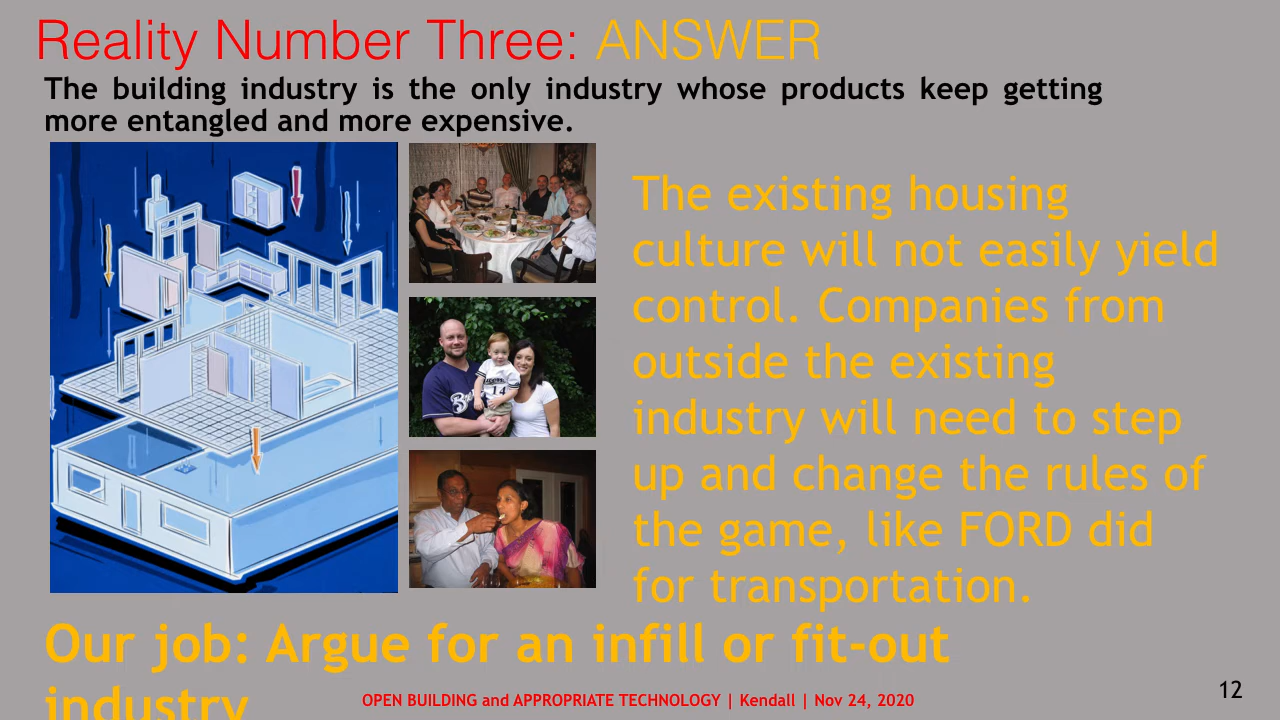 Reality Number Three: ANSWER
The building industry is the only industry whose products keep getting
more entangled and more expensive.
The existing housing
culture will not easily yield
control. Companies from
outside the existing
industry will need to step
up and change the rules of
the game, like FORD did
for transportation.
14
Our job: Argue for an infill or fit-out
industry
OPEN BUILDING and APPROPRIATE TECHNOLOGY | Kendall | Nov 24, 2020
12